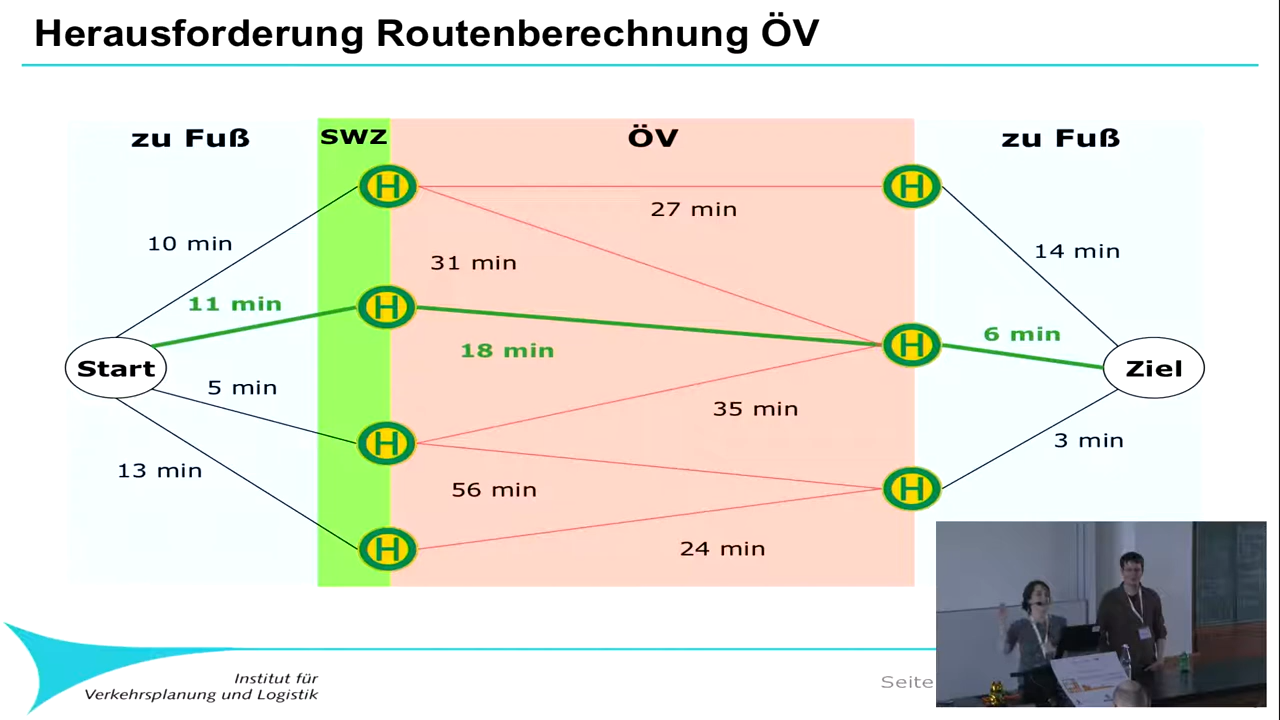 Herausforderung Routenberechnung ÖV
zu Fuß
SWZ
ÖV
zu Fuß
H
H
27 min
10 min
14 min
31 min
11 min
H
18 min
H
6 min
Start
Ziel
5 min
35 min
H
3 min
13 min
56 min
H
H
24 min
Institut für
Verkehrsplanung und Logistik
Seite